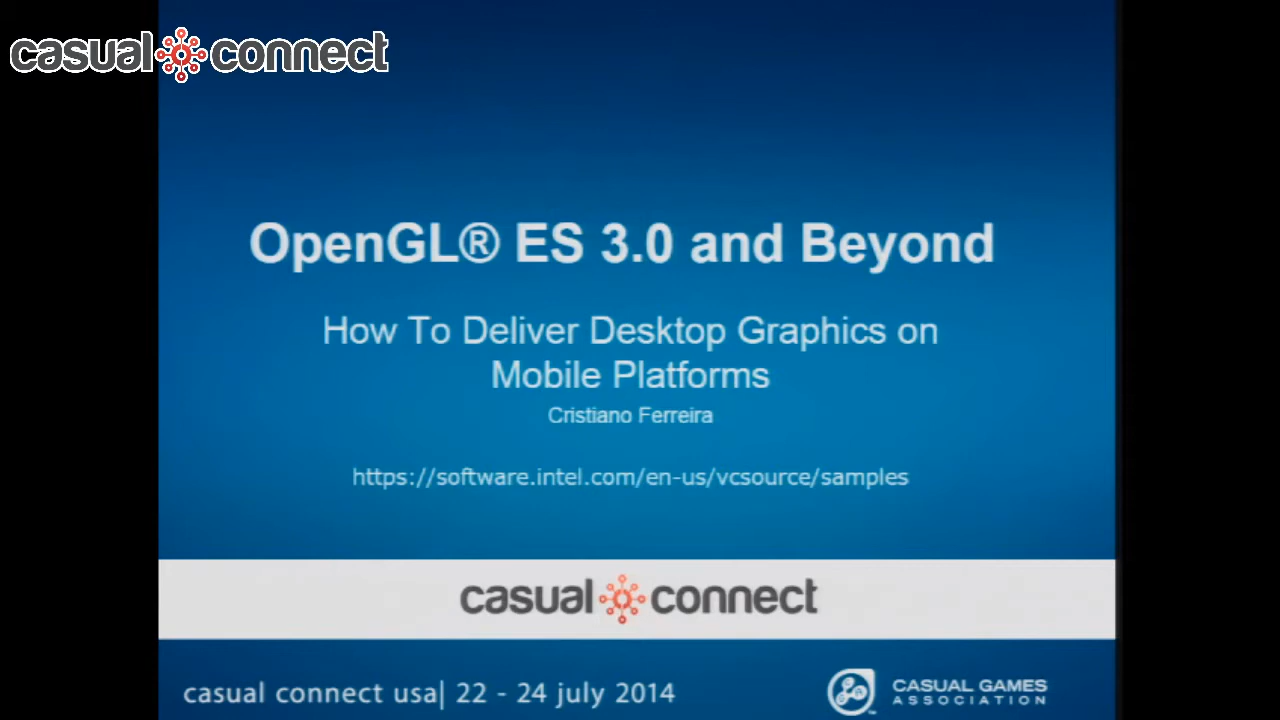 casual connect
OpenGL® ES 3.0 and Beyond
How To Deliver Desktop Graphics on
Mobile Platforms
Cristiano Ferreira
https://software.intel.com/en-us/vcsource/samples
casual connect
casual connect usa| 22 - 24 july 2014
CASUAL GAMES
ASSOCIATION